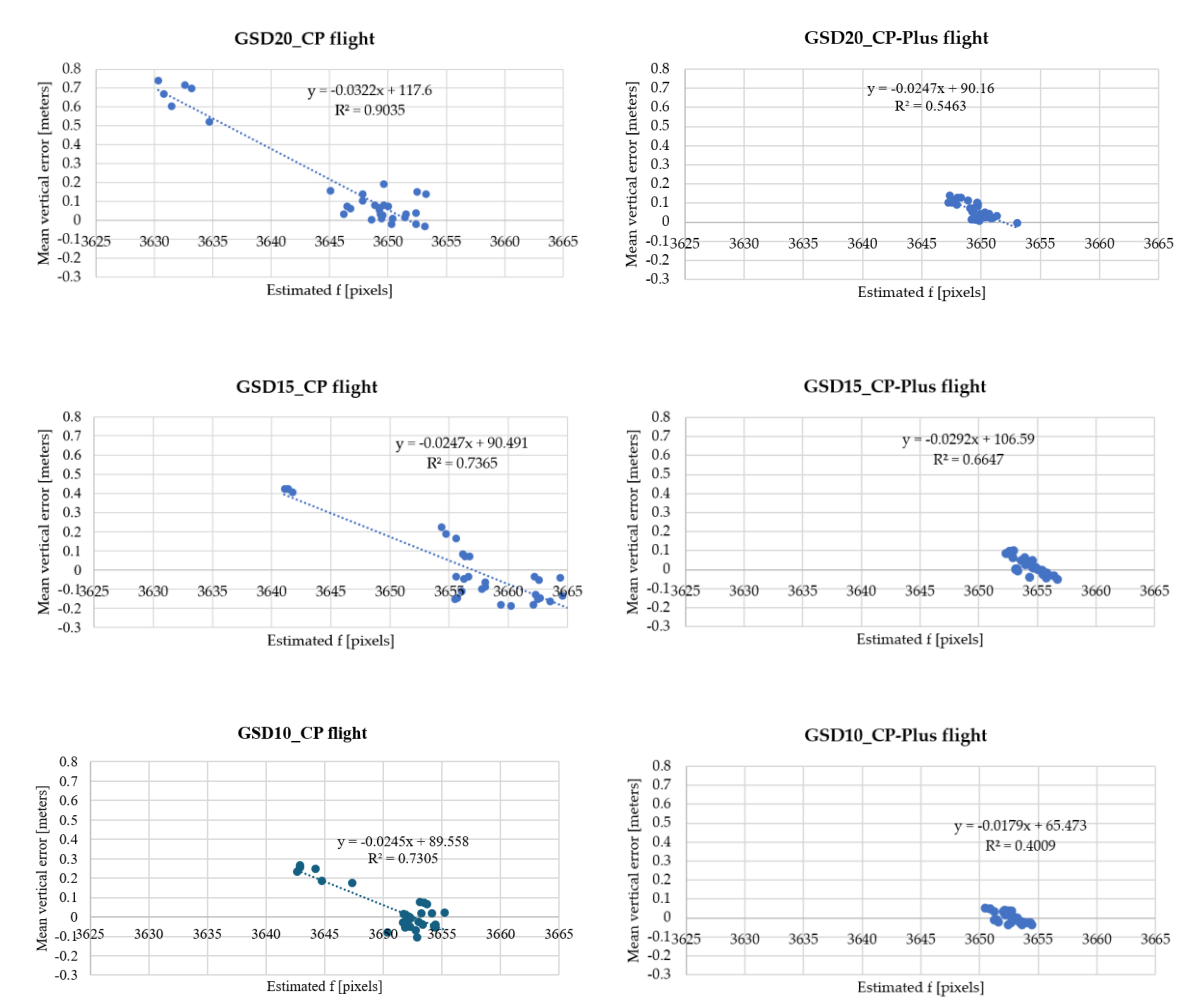 GSD20_CP flight
0.8
0.7
0.6
0.5
0.4
0.3
0.2
0.1
0
-0.1
-0.2
-0.3
3625 3630 3635 3640 3645 3650 3655 3660 3665
y = -0.0322x + 117.6
R² = 0.9035
Mean vertical error [meters]
Estimated f [pixels]
GSD20_CP-Plus flight
0.8
0.7
0.6
0.5
0.4
0.3
0.2
0.1
0
-0.1
-0.2
-0.3
3625 3630 3635 3640 3645 3650 3655 3660 3665
y = -0.0247x + 90.16
R² = 0.5463
Mean vertical error [meters]
Estimated f [pixels]
GSD15_CP flight
0.8
0.7
0.6
0.5
0.4
0.3
0.2
0.1
0
-0.1
-0.2
-0.3
3625 3630 3635 3640 3645 3650 3655 3660 3665
y = -0.0247x + 90.491
R² = 0.7365
Mean vertical error [meters]
Estimated f [pixels]
GSD15_CP-Plus flight
0.8
0.7
0.6
0.5
0.4
0.3
0.2
0.1
0
-0.1
-0.2
-0.3
3625 3630 3635 3640 3645 3650 3655 3660 3665
y = -0.0292x + 106.59
R² = 0.6647
Mean vertical error [meters]
Estimated f [pixels]
GSD10_CP flight
0.8
0.7
0.6
0.5
0.4
0.3
0.2
0.1
0
-0.1
-0.2
-0.3
3625 3630 3635 3640 3645 3650 3655 3660 3665
y = -0.0245x + 89.558
R² = 0.7305
Mean vertical error [meters]
Estimated f [pixels]
GSD10_CP-Plus flight
0.8
0.7
0.6
0.5
0.4
0.3
0.2
0.1
0
-0.1
-0.2
-0.3
3625 3630 3635 3640 3645 3650 3655 3660 3665
y = -0.0179x + 65.473
R² = 0.4009
Mean vertical error [meters]
Estimated f [pixels]